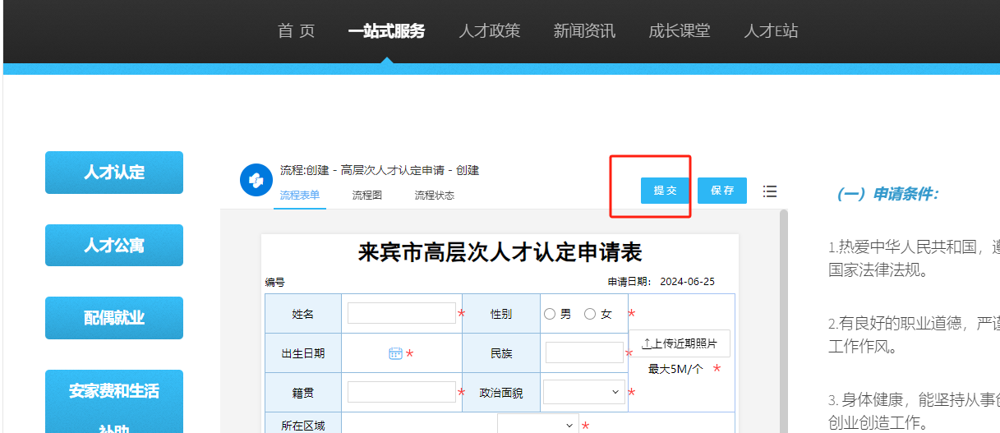 首 页 一站式服务 人才政策 新闻资讯 成长课堂 人才E站
人才认定
人才公寓
配偶就业
安家费和生活
补助
流程:创建 - 高层次人才认定申请 - 创建
流程表单 流程图 流程状态
提 交 保 存
来宾市高层次人才认定申请表
编号 申请日期： 2024-06-25
姓名 * 性别 男 女 *
上传近期照片
出生日期 * 民族 *
最大5M/个 *
籍贯 * 政治面貌 *
所在区域 *
（一）申请条件：
1.热爱中华人民共和国，遵
国家法律法规。
2.有良好的职业道德，严谨
工作作风。
3. 身体健康，能坚持从事创
创业创造工作。